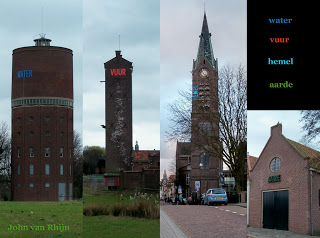 WATER
VUUR
water
vuur
hemel
aarde
John van Rhijn